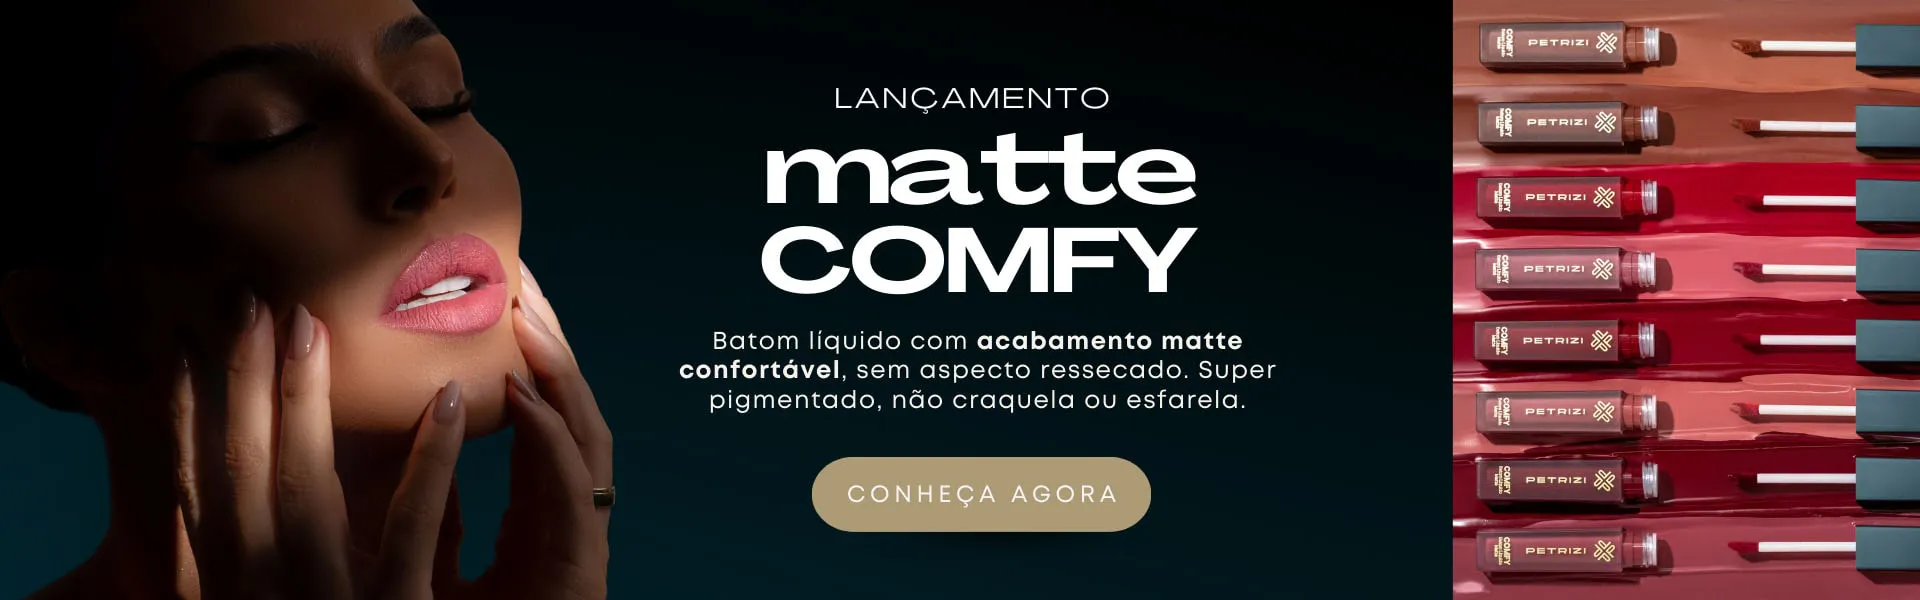 LANÇAMENTO
matte
COMFY
Batom líquido com acabamento matte
confortável, sem aspecto ressecado. Super
pigmentado, não craquela ou esfarela.
CONHEÇA AGORA
COMFY
PETRIZI
COMFY
PETRIZI
COMFY
PETRIZI
COMFY
PETRIZI
COMFY
PETRIZI
COMFY
PETRIZI
COMFY
PETRIZI
COMFY
PETRIZI